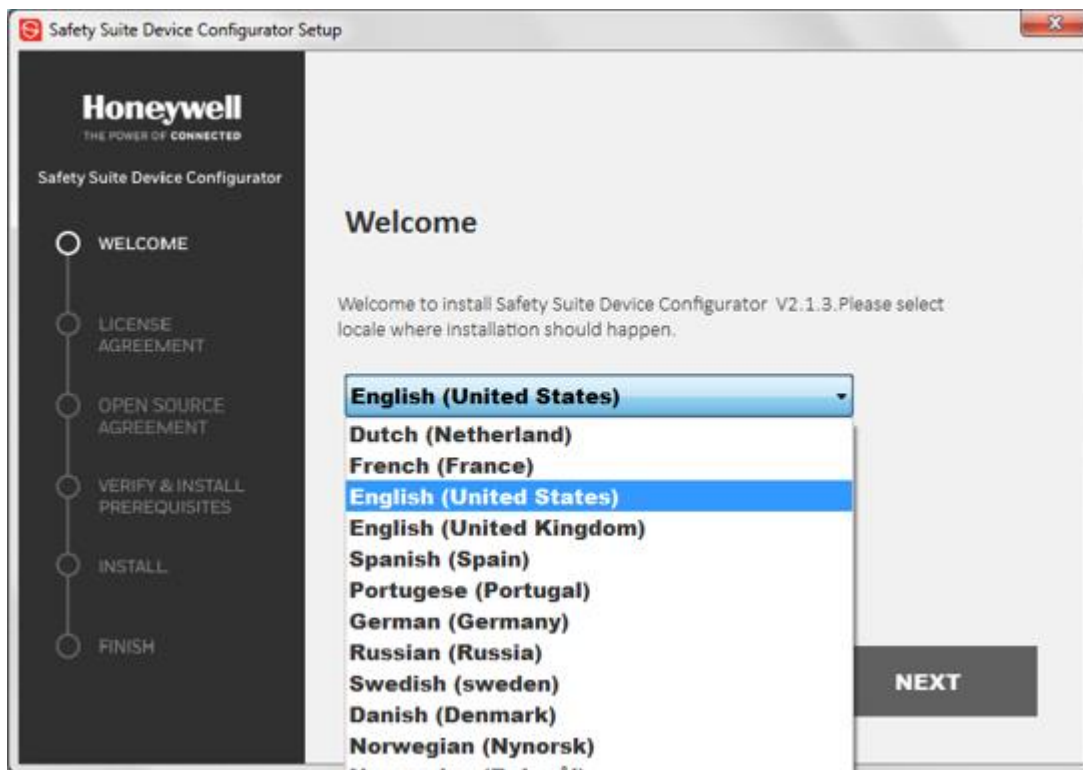 Safety Suite Device Configurator Setup
Honeywell
THE POWER OF CONNECTED
Safety Suite Device Configurator
WELCOME
LICENSE
AGREEMENT
OPEN SOURCE
AGREEMENT
VERIFY & INSTALL
PREREQUISITES
INSTALL
FINISH
Welcome
Welcome to install Safety Suite Device Configurator V2.1.3.Please select
locale where installation should happen.
English (United States)
Dutch (Netherland)
French (France)
English (United States)
English (United Kingdom)
Spanish (Spain)
Portugese (Portugal)
German (Germany)
Russian (Russia)
Swedish (sweden)
Danish (Denmark)
Norwegian (Nynorsk)
NEXT